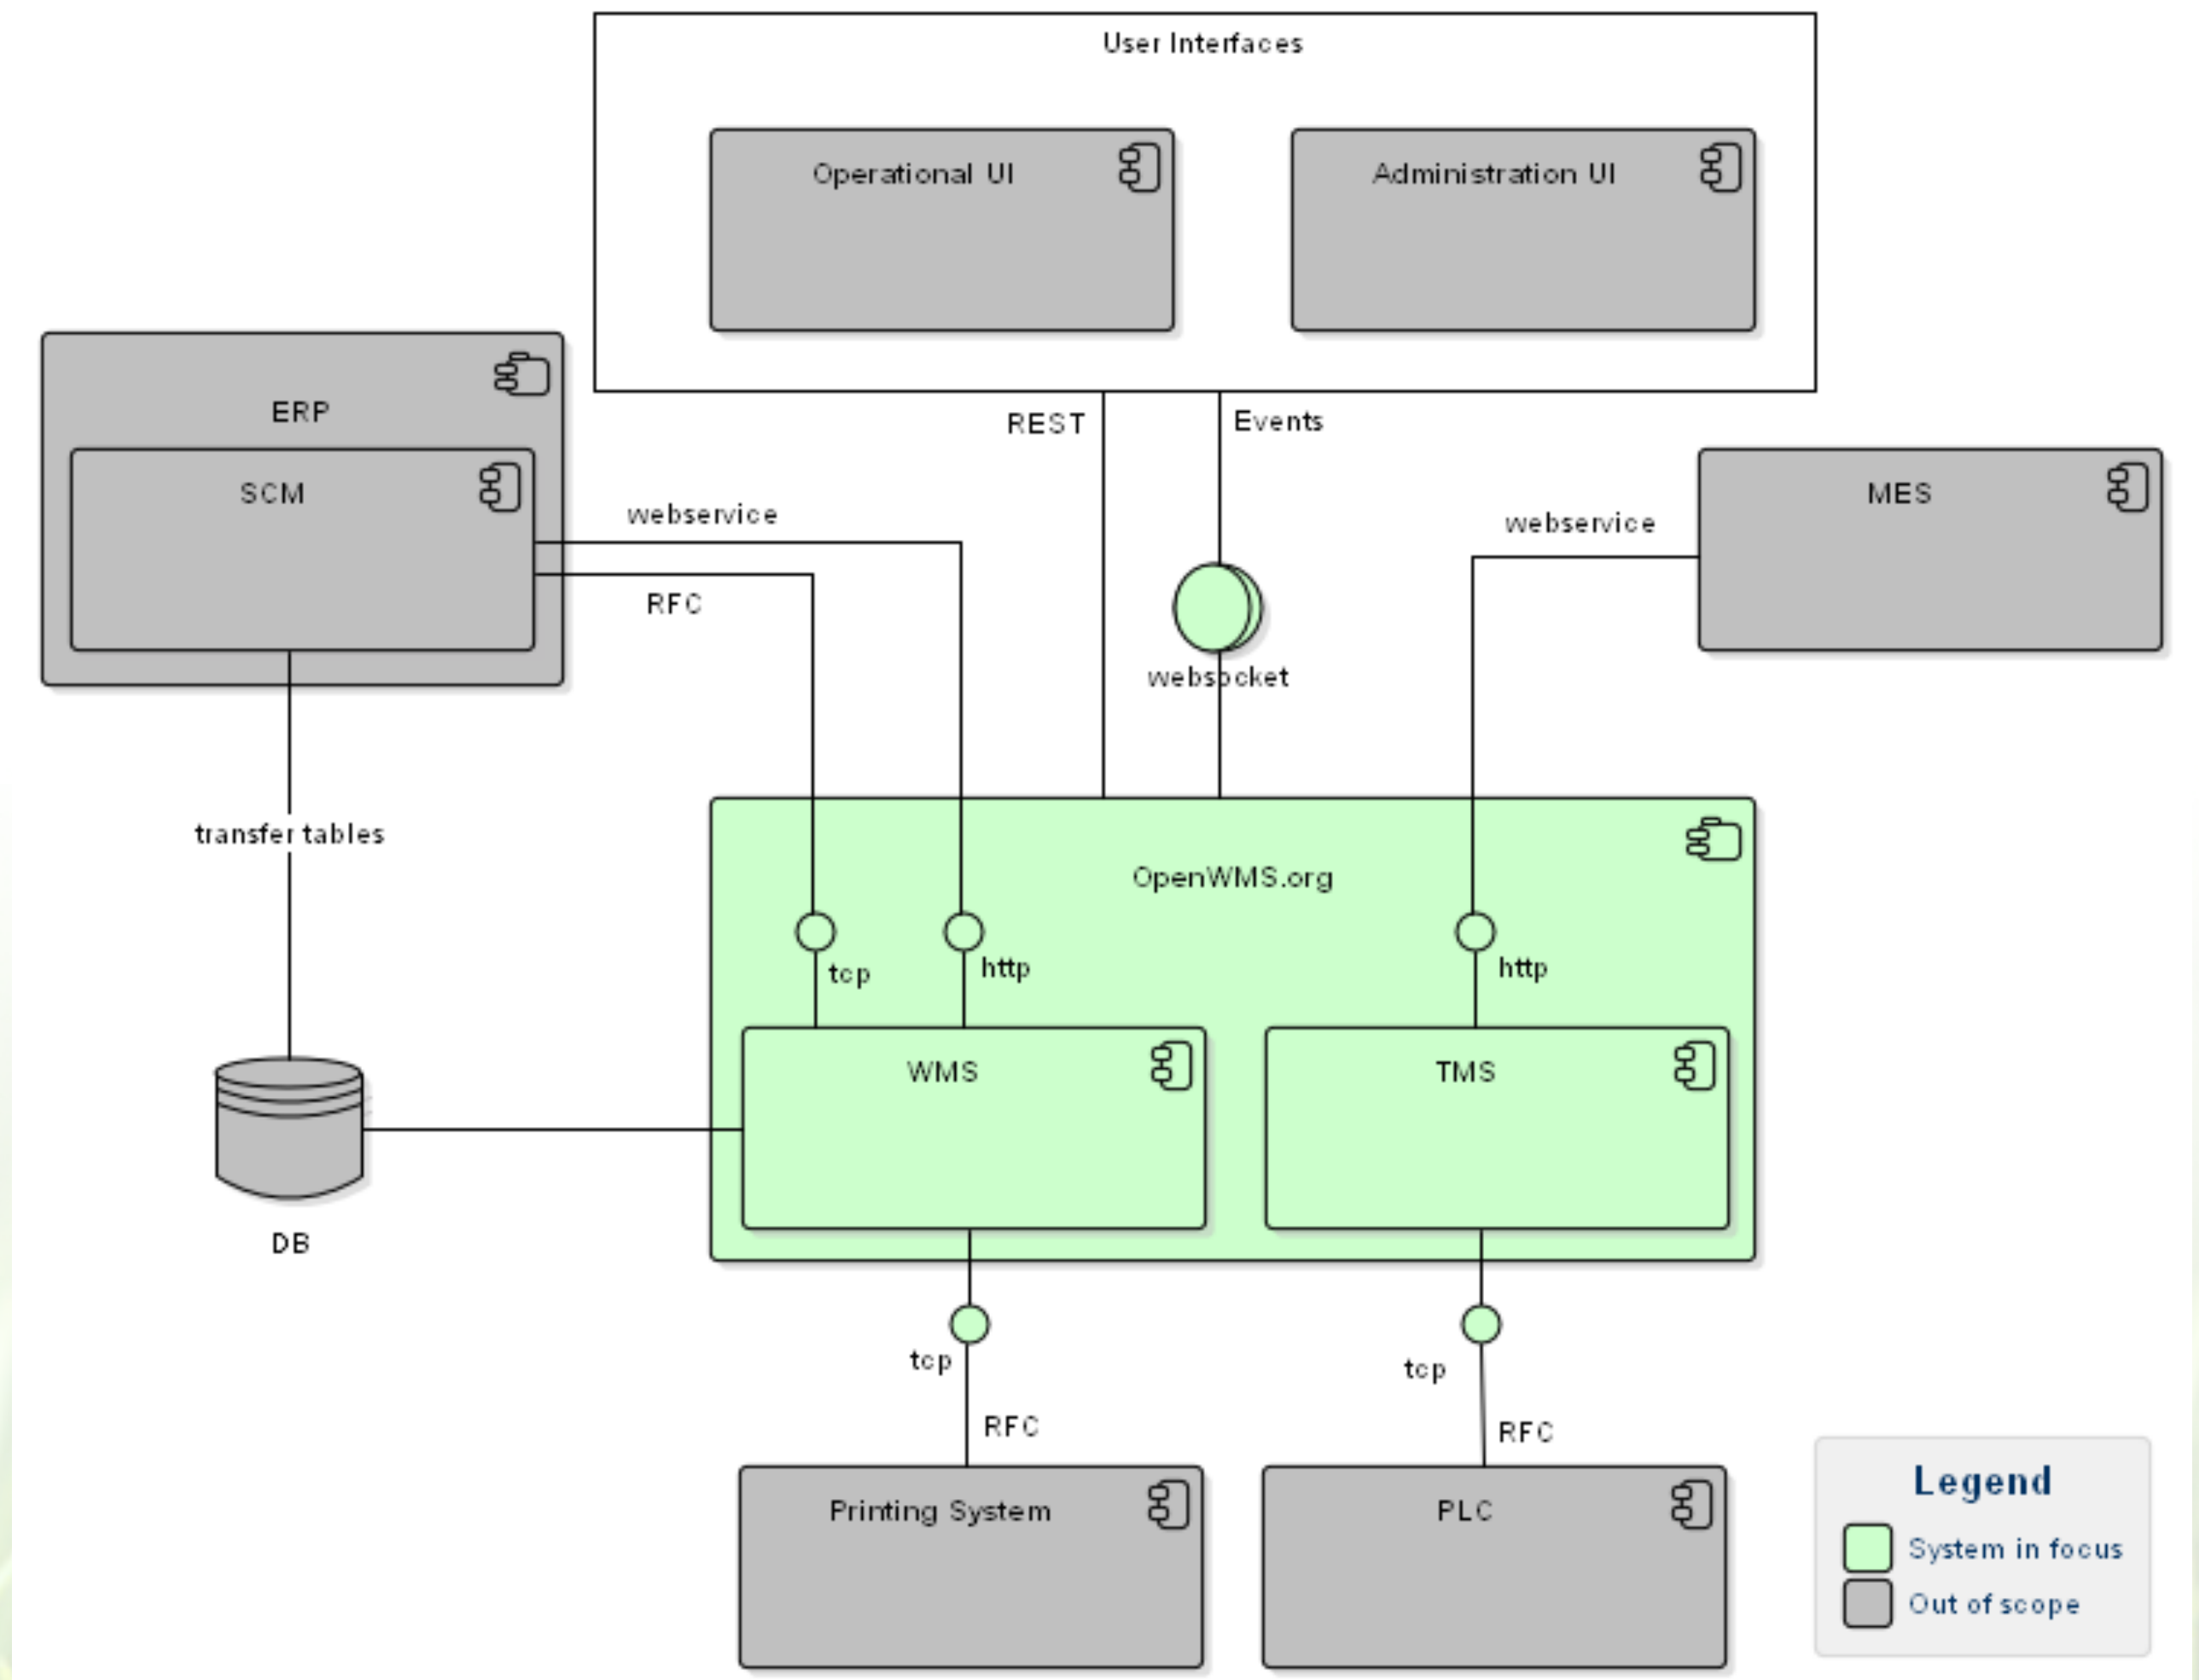 User Interfaces
Operational UI
Administration UI
ERP
SCM
REST
Events
MES
webservice
webservice
RFC
websocket
transfer tables
OpenWMS.org
tcp
http
http
WMS
TMS
DB
tcp
tcp
RFC
RFC
Printing System
PLC
Legend
System in focus
Out of scope